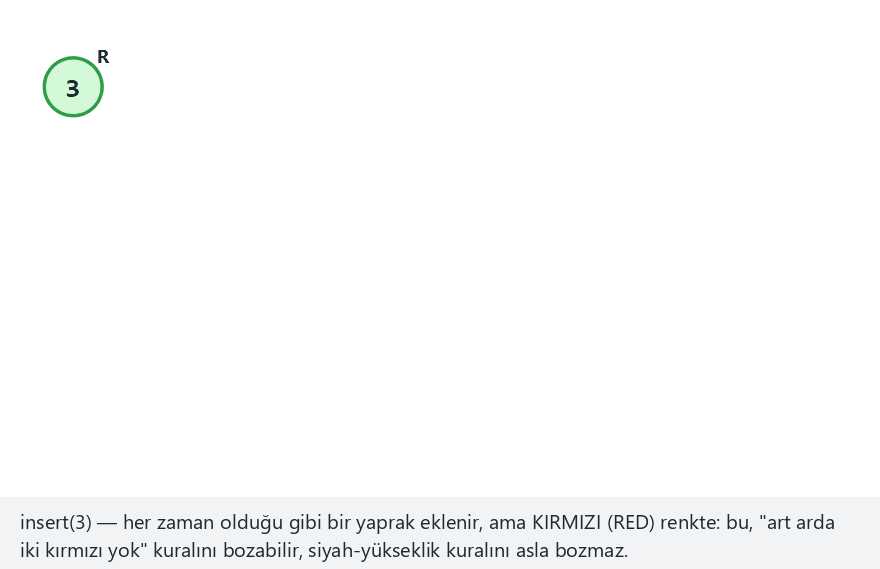 R
3
insert(3) — her zaman olduğu gibi bir yaprak eklenir, ama KIRMIZI (RED) renkte: bu, "art arda
iki kırmızı yok" kuralını bozabilir, siyah-yükseklik kuralını asla bozmaz.